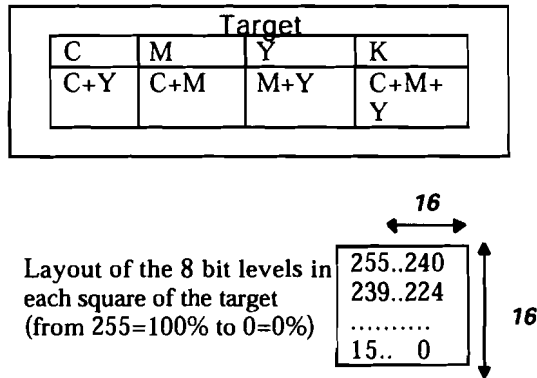 Target
C M Y K
C+Y C+M M+Y C+M+
Y
16
Layout of the 8 bit levels in
each square of the target
(from 255=100% to 0=0%)
255..240
239..224
..........
15.. 0
16